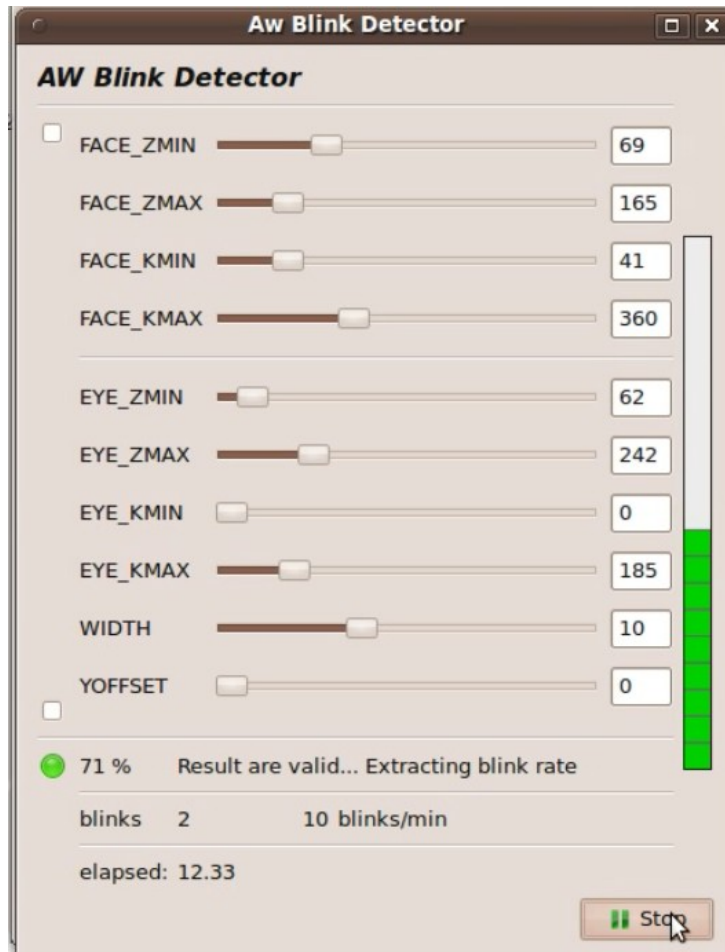 Aw Blink Detector
AW Blink Detector
FACE_ZMIN 69
FACE_ZMAX 165
FACE_KMIN 41
FACE_KMAX 360
EYE_ZMIN 62
EYE_ZMAX 242
EYE_KMIN 0
EYE_KMAX 185
WIDTH 10
YOFFSET 0
71 % Result are valid... Extracting blink rate
blinks 2 10 blinks/min
elapsed: 12.33
Stop